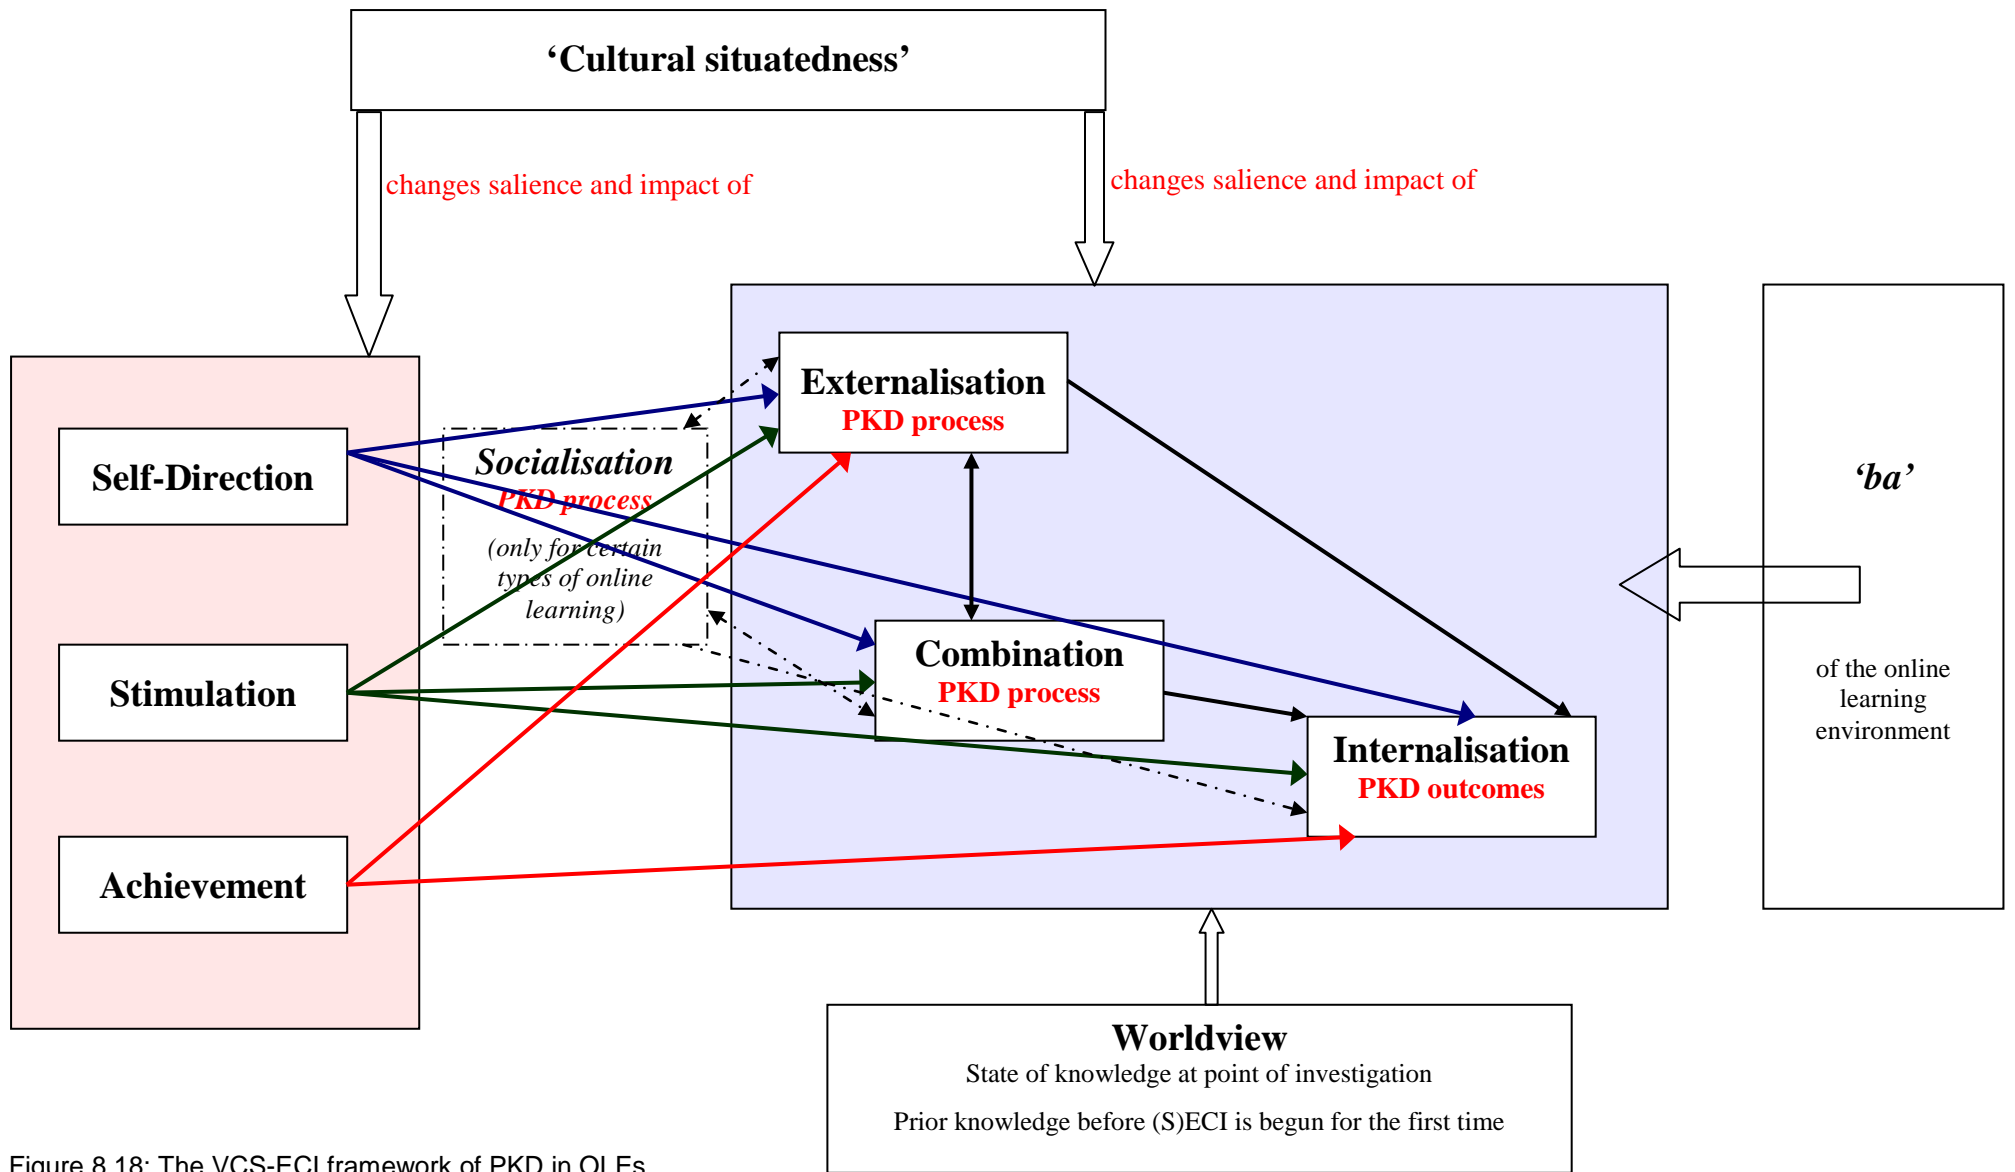 ‘Cultural situatedness’
changes salience and impact of
changes salience and impact of
Self-Direction
Stimulation
Achievement
Socialisation
PKD process
(only for certain
types of online
learning)
Externalisation
PKD process
Combination
PKD process
Internalisation
PKD outcomes
‘ba’
of the online
learning
environment
Worldview
State of knowledge at point of investigation
Prior knowledge before (S)ECI is begun for the first time
Figure 8.18: The VCS-ECI framework of PKD in OLEs